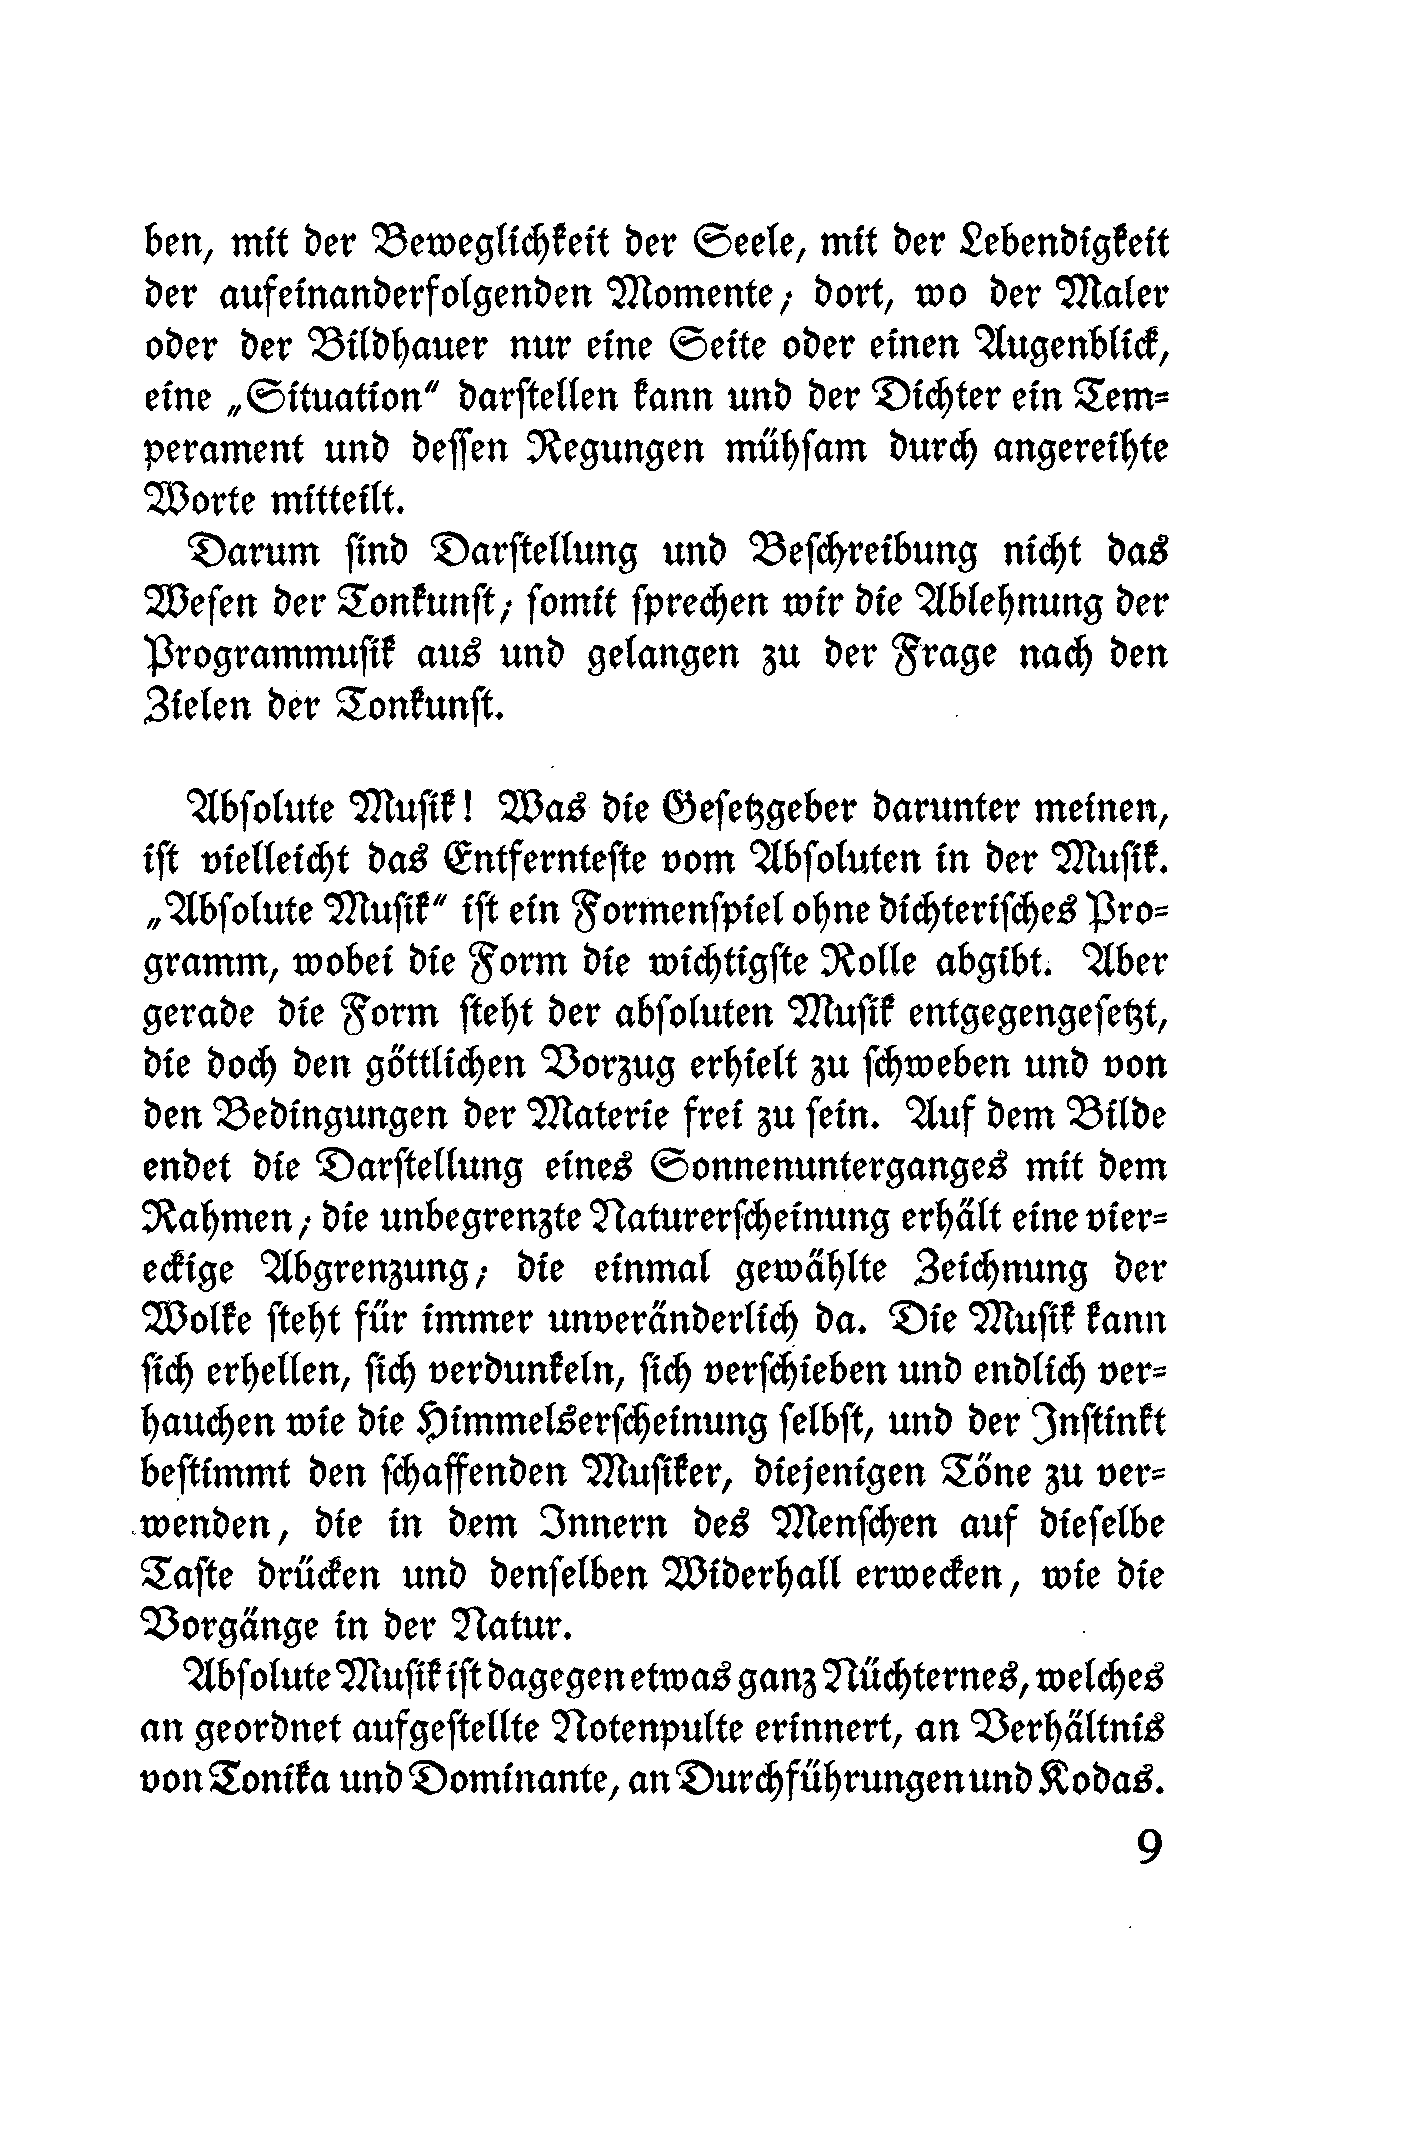 ben, mit der Beweglichkeit der Seele, mit der Lebendigkeit
der aufeinanderfolgenden Momente; dort, wo der Maler
oder der Bildhauer nur eine Seite oder einen Augenblick,
eine „Situation“ darſtellen kann und der Dichter ein Tem=
perament und deſſen Regungen mühſam durch angereihte
Worte mitteilt.
Darum ſind Darſtellung und Beſchreibung nicht das
Weſen der Tonkunſt; ſomit ſprechen wir die Ablehnung der
Programmuſik aus und gelangen zu der Frage nach den
Zielen der Tonkunſt.
Abſolute Muſik! Was die Geſetzgeber darunter meinen,
iſt vielleicht das Entfernteſte vom Abſoluten in der Muſik.
„Abſolute Muſik“ iſt ein Formenſpiel ohne dichteriſches Pro=
gramm, wobei die Form die wichtigſte Rolle abgibt. Aber
gerade die Form ſteht der abſoluten Muſik entgegengeſetzt,
die doch den göttlichen Vorzug erhielt zu ſchweben und von
den Bedingungen der Materie frei zu ſein. Auf dem Bilde
endet die Darſtellung eines Sonnenunterganges mit dem
Rahmen; die unbegrenzte Naturerſcheinung erhält eine vier=
eckige Abgrenzung; die einmal gewählte Zeichnung der
Wolke ſteht für immer unveränderlich da. Die Muſik kann
ſich erhellen, ſich verdunkeln, ſich verſchieben und endlich ver=
hauchen wie die Himmelserſcheinung ſelbſt, und der Inſtinkt
beſtimmt den ſchaffenden Muſiker, diejenigen Töne zu ver=
wenden, die in dem Innern des Menſchen auf dieſelbe
Taſte drücken und denſelben Widerhall erwecken, wie die
Vorgänge in der Natur.
Abſolute Muſik iſt dagegen etwas ganz Nüchternes, welches
an geordnet aufgeſtellte Notenpulte erinnert, an Verhältnis
von Tonika und Dominante, an Durchführungen und Kodas.
9